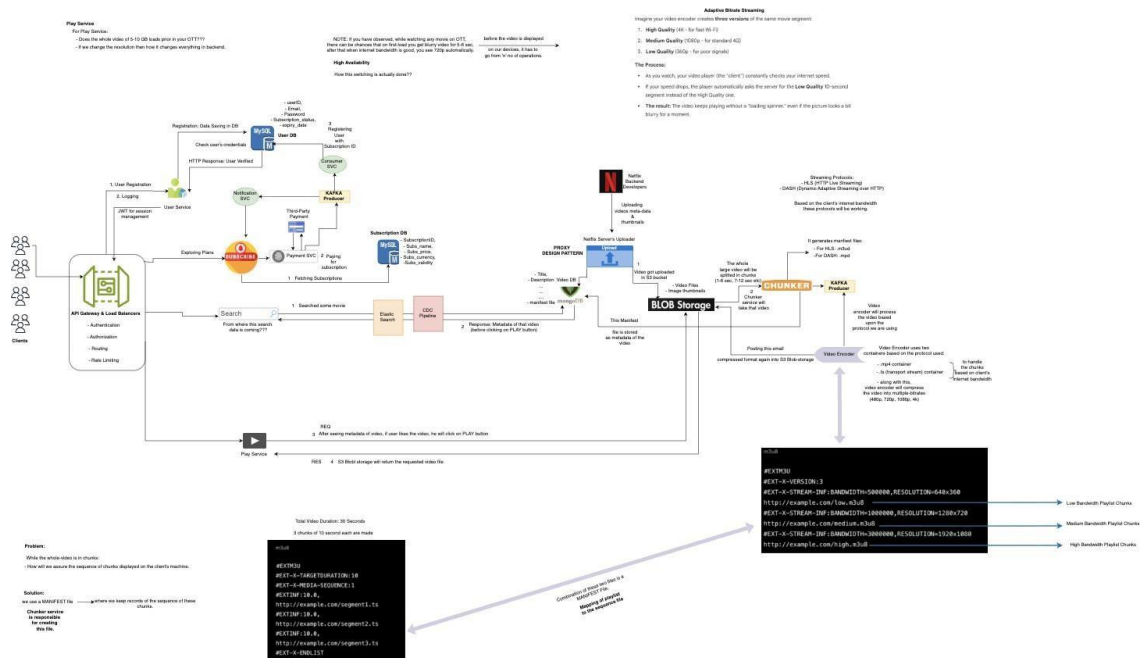 Play Service
For Play Service:
- Does the whole video of 5-10 GB loads prior in your OTT???
- If we change the resolution then how it changes everything in backend.
NOTE: If you have observed, while watching any movie on OTT,
there can be chances that on first-load you get blurry video for 5-6 sec,
after that when internet bandwidth is good, you see 720p automatically.
High Availability
How this switching is actually done??
before the video is displayed
on our devices, it has to
go from 'n' no of operations.
Adaptive Bitrate Streaming
Imagine your video encoder creates three versions of the same movie segment:
1. High Quality (4K - for fast Wi-Fi)
2. Medium Quality (1080p - for standard 4G)
3. Low Quality (360p - for poor signals)
The Process:
• As you watch, your video player (the "client") constantly checks your internet speed.
• If your speed drops, the player automatically asks the server for the Low Quality 10-second
segment instead of the High Quality one.
• The result: The video keeps playing without a "loading spinner," even if the picture looks a bit
blurry for a moment.
- userID,
- Email,
- Password
- Subscription_status,
- expiry_date
MySQL
User DB
Registration: Data Saving in DB
Check user's credentials
HTTP Response: User Verified
3
Registering
User
with
Subscription ID
Consumer
SVC
1. User Registration
2. Logging
User Service
JWT for session
management
Notification
SVC
KAFKA
Producer
Third-Party
Payment
Exploring Plans
SUBSCRIBE
Payment SVC
2 Paying
for
subscription
1 Fetching Subscriptions
Subscription DB
MySQL
- SubscriptionID,
- Subs_name,
- Subs_price,
- Subs_currency,
- Subs_validity
Netflix
Backend
Developers
Uploading
videos meta-data
&
thumbnails
Netflix Server's Uploader
PROXY
DESIGN PATTERN
Upload
1
Video got uploaded
in S3 bucket
- Title,
- Description
...
...
- manifest file
Video DB
mongoDB
- Video Files
- Image thumbnails
BLOB Storage
The whole
large video will be
splitted in chunks
2
Chunker
service will
take that video
CHUNKER
KAFKA
Producer
It generates manified files:
- For HLS: .m3u8
- For DASH: .mpd
Streaming Protocols:
- HLS (HTTP Live Streaming)
- DASH (Dynamic Adaptive Streaming over HTTP)
Based on the client's internet bandwidth
these protocols will be working.
Video
encoder will process
the video based
upon the
protocol we are using
Video Encoder
Video Encoder uses two
containers based on the protocol used:
- .mp4 container
- .ts (transport stream) container
- along with this,
video encoder will compress
the video into multiple-bitrates
(480p, 720p, 1080p, 4k)
to handle
the chunks
based on client's
internet bandwidth
This Manifest
file is stored
as metadata of
the video
Posting this small
compressed format again into S3 Blob-storage
Clients
API Gateway & Load Balancers
- Authentication
- Authorisation
- Routing
- Rate Limiting
1 Searched some movie
Search
From where this search
data is coming???
Elastic
Search
CDC
Pipeline
2 Response: Metadata of that video
(before clicking on PLAY button)
REQ
3 After seeing metadata of video, if user likes the video, he will click on PLAY button
Play Service
RES 4 S3 Blob/ storage will return the requested video file
m3u8
#EXTM3U
#EXT-X-VERSION:3
#EXT-X-STREAM-INF:BANDWIDTH=500000,RESOLUTION=640x360
http://example.com/low.m3u8
#EXT-X-STREAM-INF:BANDWIDTH=1000000,RESOLUTION=1280x720
http://example.com/medium.m3u8
#EXT-X-STREAM-INF:BANDWIDTH=3000000,RESOLUTION=1920x1080
http://example.com/high.m3u8
Low Bandwidth Playlist Chunks
Medium Bandwidth Playlist Chunks
High Bandwidth Playlist Chunks
Total Video Duration: 30 Seconds
3 chunks of 10 second each are made
m3u8
#EXTM3U
#EXT-X-TARGETDURATION:10
#EXT-X-MEDIA-SEQUENCE:1
#EXTINF:10.0,
http://example.com/segment1.ts
#EXTINF:10.0,
http://example.com/segment2.ts
#EXTINF:10.0,
http://example.com/segment3.ts
#EXT-X-ENDLIST
Combination of these two files is a
MANIFEST File.
Mapping of playlist
to the sequence file
Problem:
While the whole-video is in chunks:
- How will we assure the sequence of chunks displayed on the client's machine.
Solution:
we use a MANIFEST file
where we keep records of the sequence of these
chunks.
Chunker service
is responsible
for creating
this file.